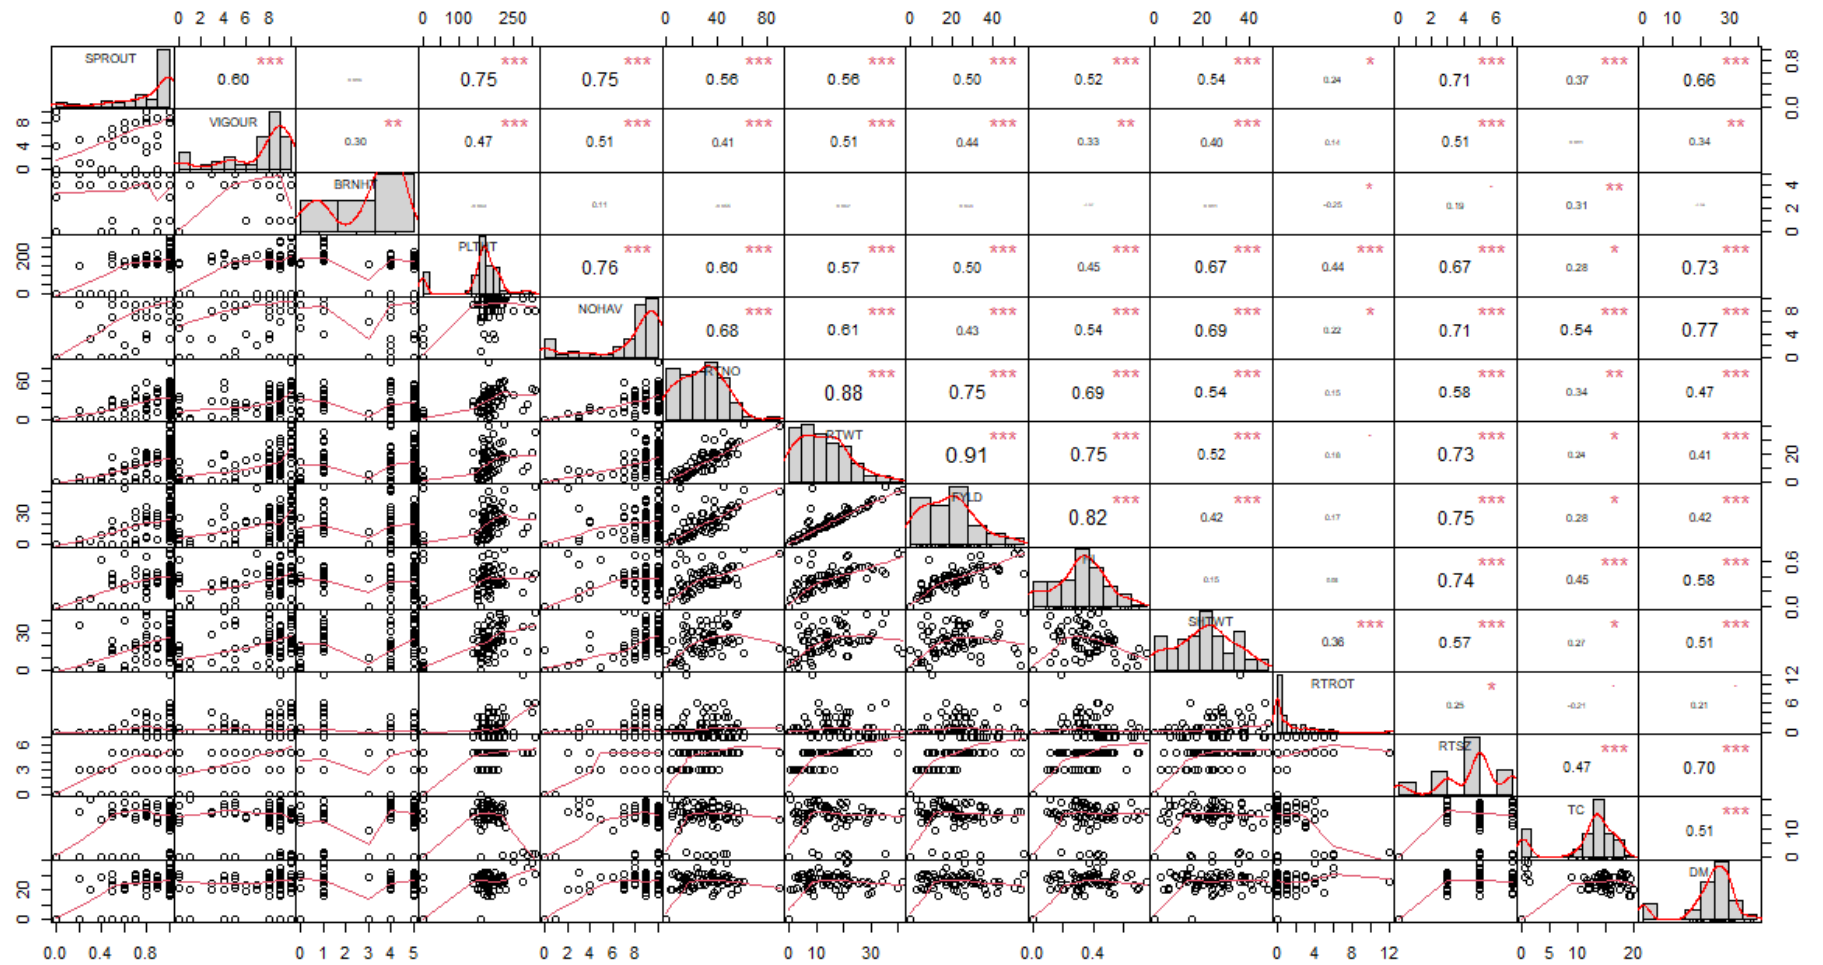 0 2 4 6 8 0 100 250 0 40 80 0 20 40 0 20 40 0 2 4 6 0 10 30
SPROUT 0.60 *** 0.75 *** 0.75 *** 0.56 *** 0.56 *** 0.50 *** 0.52 *** 0.54 *** 0.24 * 0.71 *** 0.37 *** 0.66 *** 0.0 0.8
0 4 8 VIGOUR 0.30 ** 0.47 *** 0.51 *** 0.41 *** 0.51 *** 0.44 *** 0.33 ** 0.40 *** 0.14 0.51 *** 0.34 **
BRNHT 0.11 -0.25 * 0.19 . 0.31 ** 0 2 4
0 200 PLTHT 0.76 *** 0.60 *** 0.57 *** 0.50 *** 0.45 *** 0.67 *** 0.44 *** 0.67 *** 0.28 * 0.73 ***
NOHAV 0.68 *** 0.61 *** 0.43 *** 0.54 *** 0.69 *** 0.22 * 0.71 *** 0.54 *** 0.77 *** 0 4 8
0 60 RTNO 0.88 *** 0.75 *** 0.69 *** 0.54 *** 0.15 0.58 *** 0.34 ** 0.47 ***
RTWT 0.91 *** 0.75 *** 0.52 *** 0.18 . 0.73 *** 0.24 * 0.41 *** 0 20
0 30 FYLD 0.82 *** 0.42 *** 0.17 0.75 *** 0.28 * 0.42 ***
0.15 0.74 *** 0.45 *** 0.58 *** 0.0 0.6
0 30 SHTWT 0.36 *** 0.57 *** 0.27 * 0.51 ***
RTROT 0.25 * -0.21 . 0.21 . 0 6 12
0 3 6 RTSZ 0.47 *** 0.70 ***
TC 0.51 *** 0 10
0 20 DM
0.0 0.4 0.8 0 1 2 3 4 5 0 2 4 6 8 0 10 30 0.0 0.4 0 4 8 12 0 5 10 20